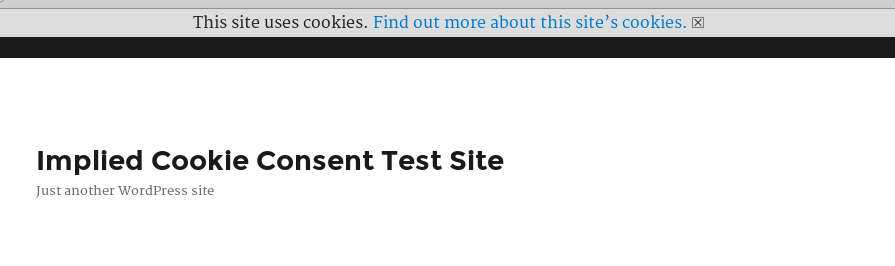 This site uses cookies. Find out more about this site’s cookies. ☒
Implied Cookie Consent Test Site
Just another WordPress site